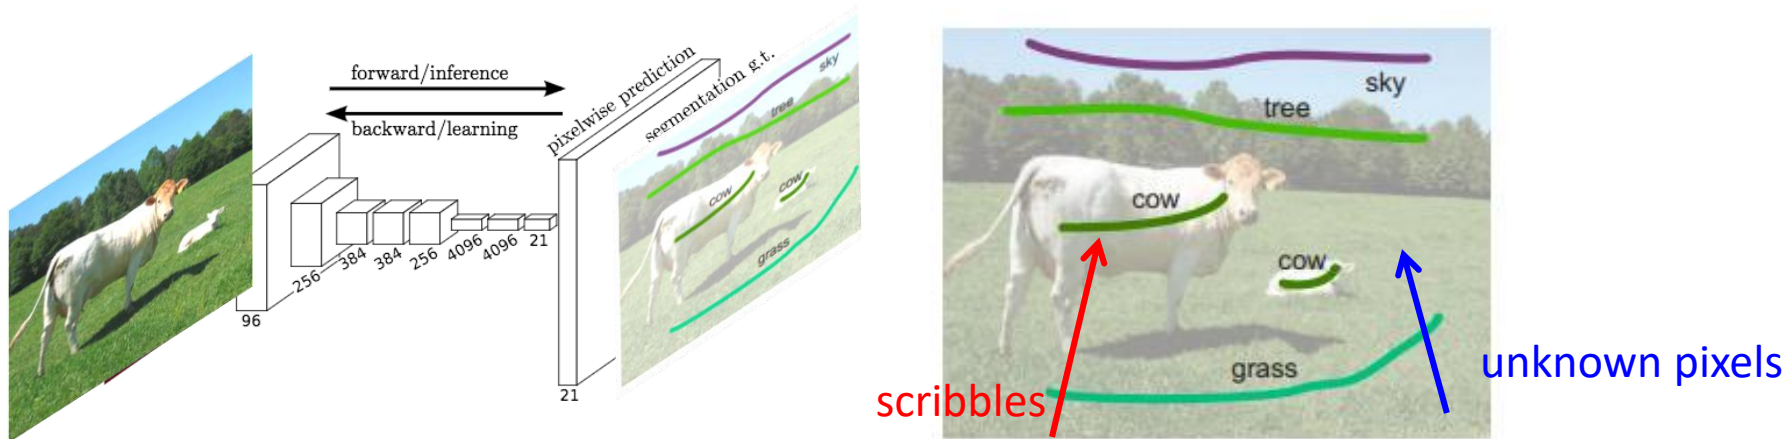 forward/inference
backward/learning
pixelwise prediction
segmentation g.t.
sky
tree
cow
cow
grass
96
256
384
384
256
4096
4096
21
21
sky
tree
cow
cow
grass
scribbles
unknown pixels